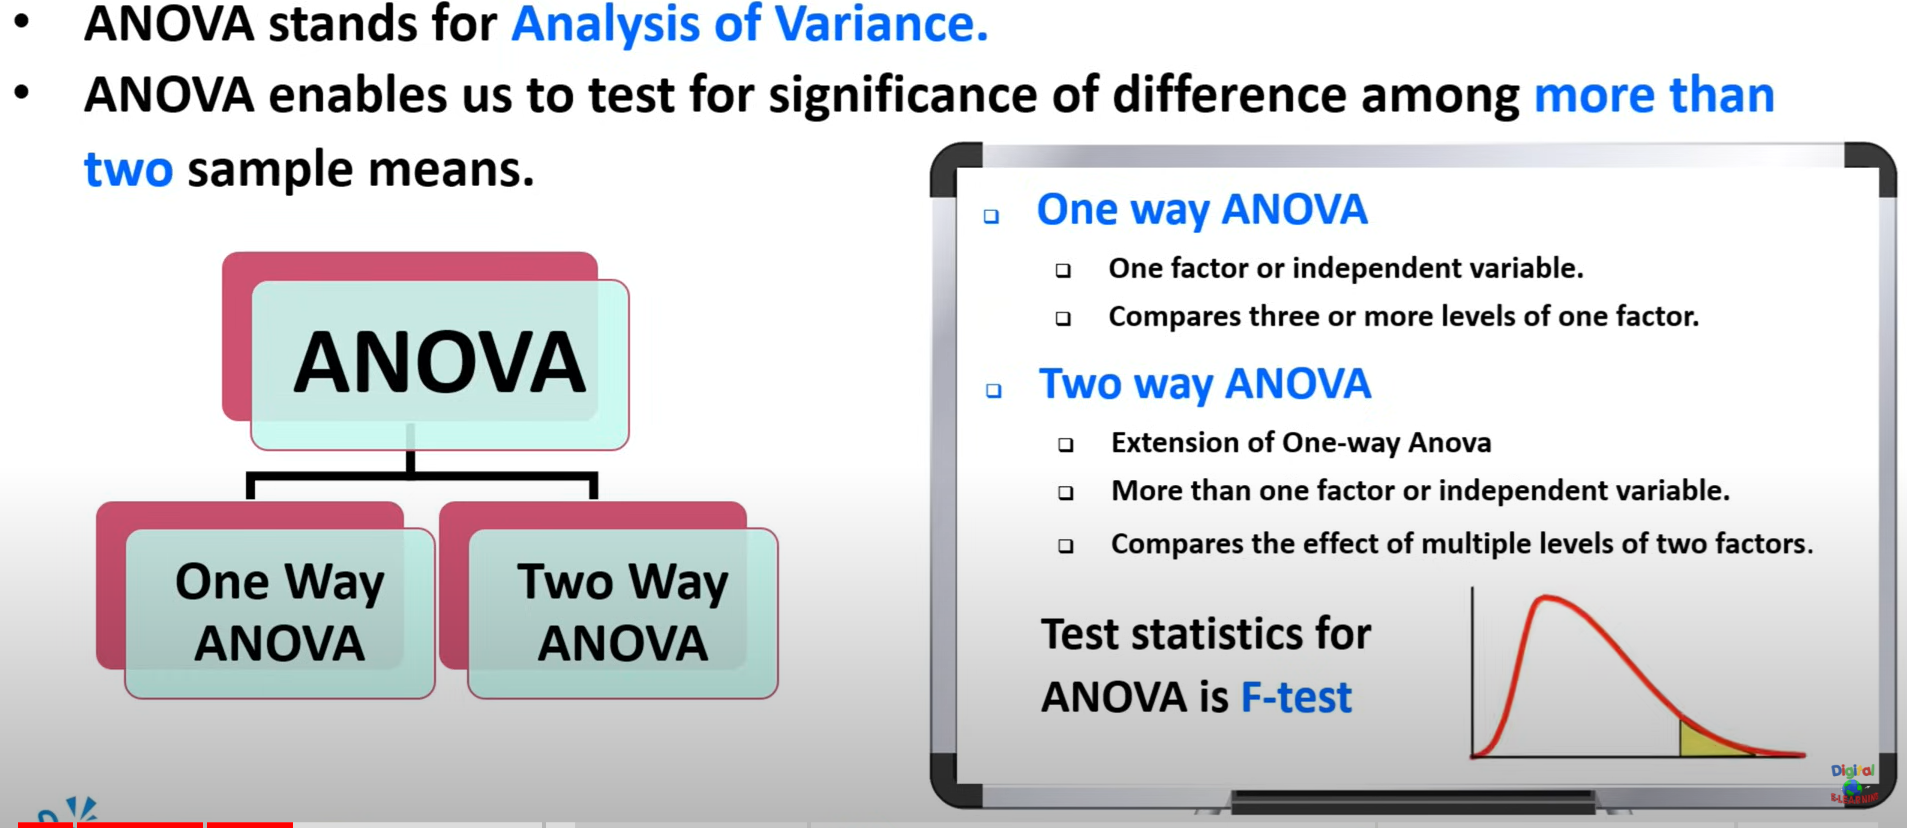 • ANOVA stands for Analysis of Variance.
• ANOVA enables us to test for significance of difference among more than
two sample means.
ANOVA
One Way
ANOVA
Two Way
ANOVA
❑ One way ANOVA
❑ One factor or independent variable.
❑ Compares three or more levels of one factor.
❑ Two way ANOVA
❑ Extension of One-way Anova
❑ More than one factor or independent variable.
❑ Compares the effect of multiple levels of two factors.
Test statistics for
ANOVA is F-test
Digital
E-LEARNING